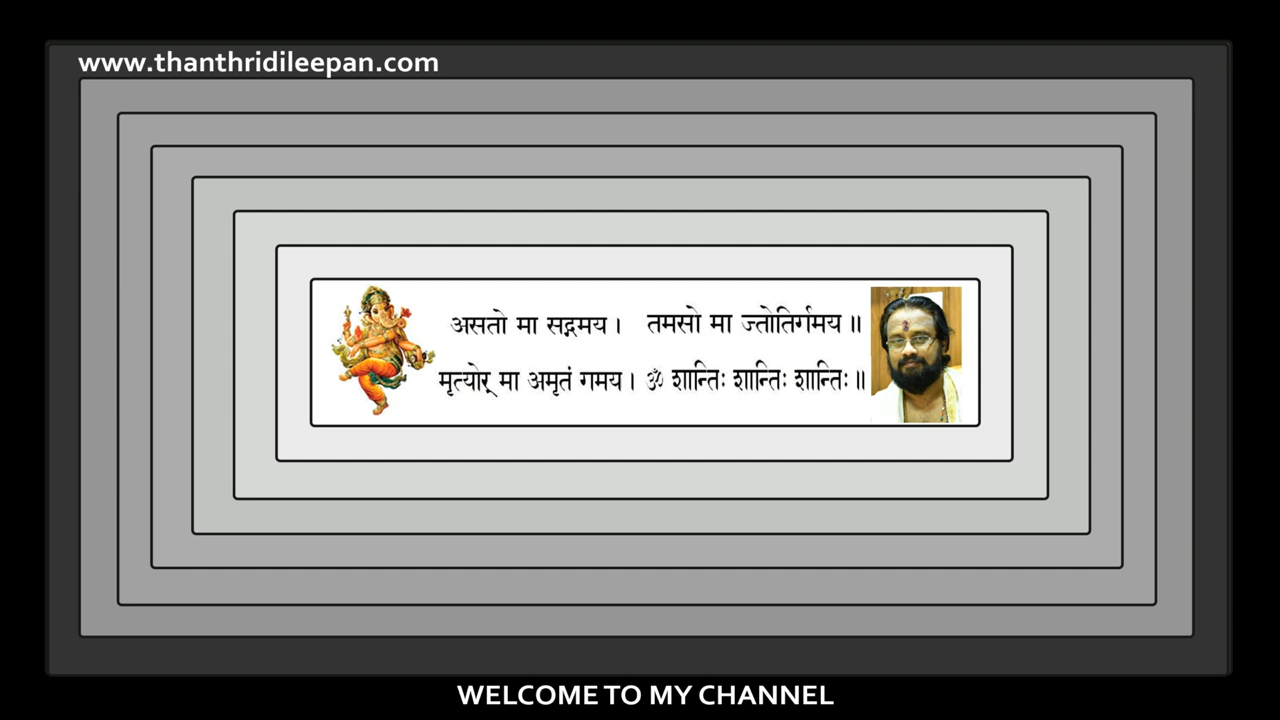 www.thanthridileepan.com
असतो मा सद्गमय। तमसो मा ज्तोतिर्गमय॥
मृत्योर् मा अमृतं गमय। ॐ शान्तिः शान्तिः शान्तिः॥
WELCOME TO MY CHANNEL